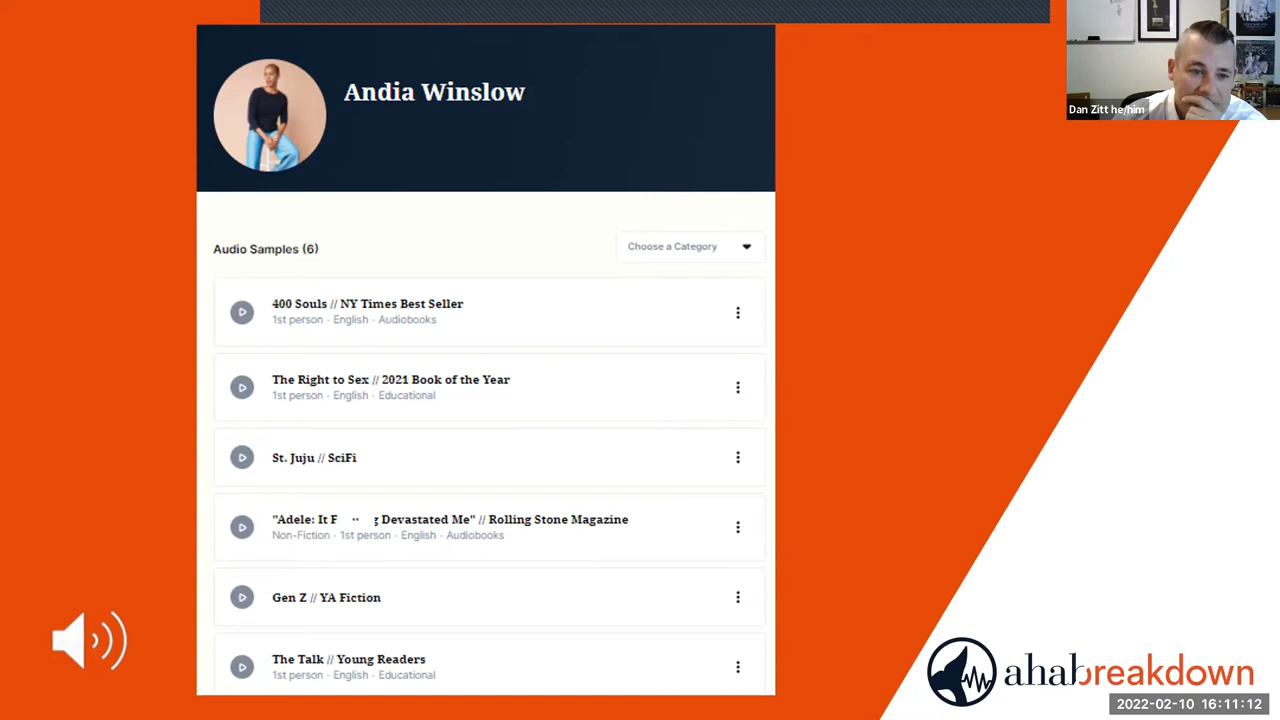 Andia Winslow
Dan Zitt he/him
Audio Samples (6)
Choose a Category
400 Souls // NY Times Best Seller
1st person · English · Audiobooks
The Right to Sex // 2021 Book of the Year
1st person · English · Educational
St. Juju // SciFi
"Adele: It F g Devastated Me" // Rolling Stone Magazine
Non-Fiction · 1st person · English · Audiobooks
Gen Z // YA Fiction
The Talk // Young Readers
1st person · English · Educational
ahabreakdown
2022-02-10 16:11:12